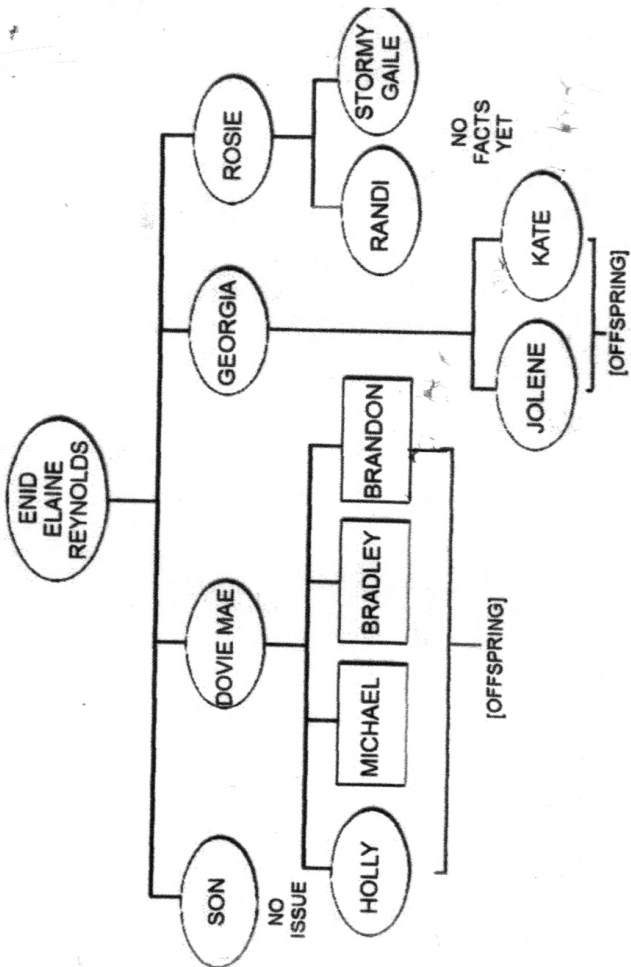 ENID
ELAINE
REYNOLDS
SON
DOVIE MAE
GEORGIA
ROSIE
NO
ISSUE
HOLLY
MICHAEL
BRADLEY
BRANDON
RANDI
STORMY
GAILE
NO
FACTS
YET
JOLENE
KATE
[OFFSPRING]
[OFFSPRING]